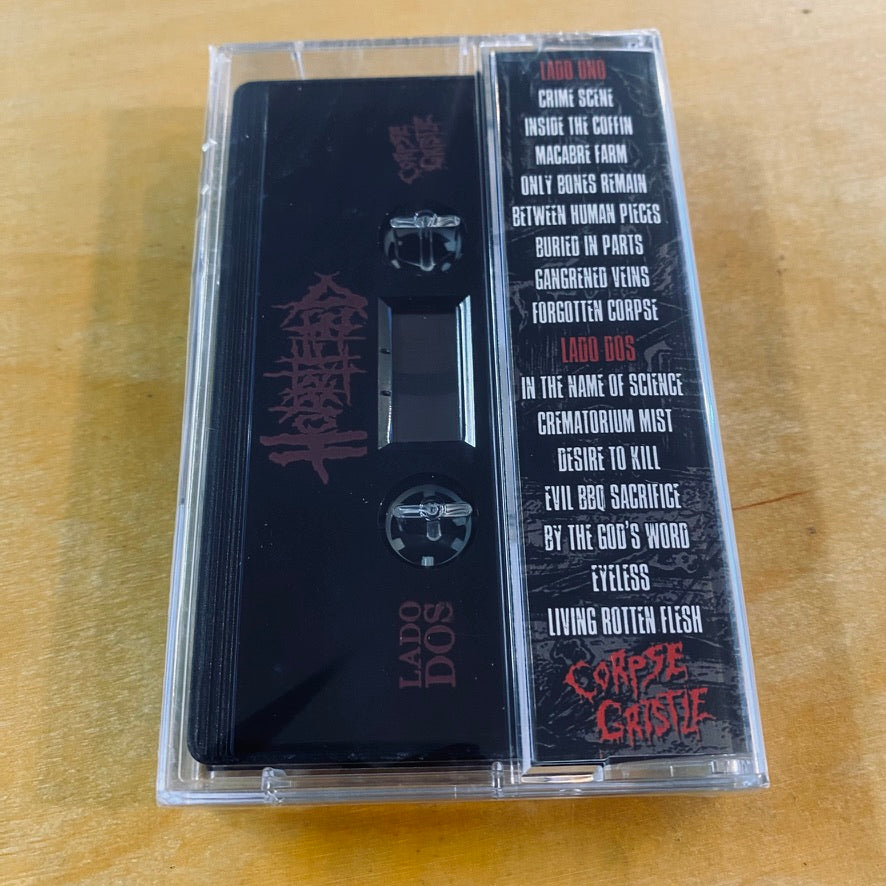 CORPSE
GRISTLE
LADO
DOS
LADO UNO
CRIME SCENE
INSIDE THE COFFIN
MACABRE FARM
ONLY BONES REMAIN
BETWEEN HUMAN PIECES
BURIED IN PARTS
GANGRENED VEINS
FORGOTTEN CORPSE
LADO DOS
IN THE NAME OF SCIENCE
CREMATORIUM MIST
DESIRE TO KILL
EVIL BBQ SACRIFICE
BY THE GOD'S WORD
EYELESS
LIVING ROTTEN FLESH
CORPSE
GRISTLE